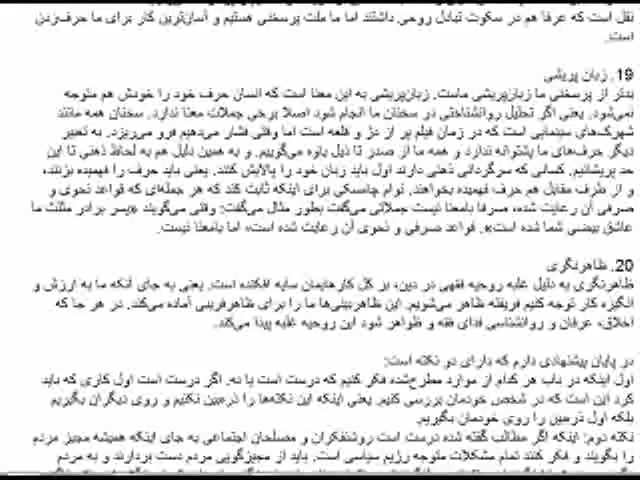 نقل است که عرفا هم در سکوت تبادل روحی داشتند اما ما ملت پرسخنی هستیم و آسان‌ترین کار برای ما حرف‌زدن
است.
19. زبان پریشی
بدتر از پرسخنی ما زبان‌پریشی ماست. زبان‌پریشی به این معنا است که انسان حرف خود را خودش هم متوجه
نمی‌شود. یعنی اگر تحلیل روانشناختی در سخنان ما انجام شود اصلا برخی جملات معنا ندارد. سخنان همه مانند
شهرک‌های سینمایی است که در زمان فیلم پر از دژ و قلعه است اما وقتی فشار می‌دهیم فرو می‌ریزد. به تعبیر
دیگر حرف‌های ما پشتوانه ندارد و همه ما از صدر تا ذیل یاوه می‌گوییم. و به همین دلیل هم به لحاظ ذهنی تا این
حد پریشانیم. کسانی که سرگردانی ذهنی دارند اول باید زبان خود را پالایش کنند. یعنی باید حرف را فهمیده بزنند،
و از طرف مقابل هم حرف فهمیده بخواهند. نوام چامسکی برای اینکه ثابت کند که هر جمله‌ای که قواعد نحوی و
صرفی آن رعایت شده، صرفا بامعنا نیست جملاتی می‌گفت بطور مثال می‌گفت: وقتی می‌گویند «پسر برادر مثلث ما
عاشق بیضی شما شده است». قواعد صرفی و نحوی آن رعایت شده است، اما بامعنا نیست.
20. ظاهرنگری
ظاهرنگری به دلیل غلبه روحیه فقهی در دین، بر کل کارهایمان سایه افکنده است. یعنی به جای آنکه ما به ارزش و
انگیزه کار توجه کنیم فریفته ظاهر می‌شویم. این ظاهربینی‌ها ما را برای ظاهرفریبی آماده می‌کند. در هر جا که
اخلاق، عرفان و روانشناسی فدای فقه و ظواهر شود این روحیه غلبه پیدا می‌کند.
در پایان پیشنهادی دارم که دارای دو نکته است:
اول اینکه در باب هر کدام از موارد مطرح‌شده فکر کنیم که درست است یا نه. اگر درست است اول کاری که باید
کرد این است که در شخص خودمان بررسی کنیم. یعنی اینکه این نکته‌ها را ذره‌بین نکنیم و روی دیگران بگیریم
بلکه اول ذره‌بین را روی خودمان بگیریم.
نکته دوم: اینکه اگر مطالب گفته شده درست است روشنفکران و مصلحان اجتماعی به جای اینکه همیشه مجیز مردم
را بگویند و فکر کنند تمام مشکلات متوجه رژیم سیاسی است. باید از مجیزگویی مردم دست بردارند و به مردم